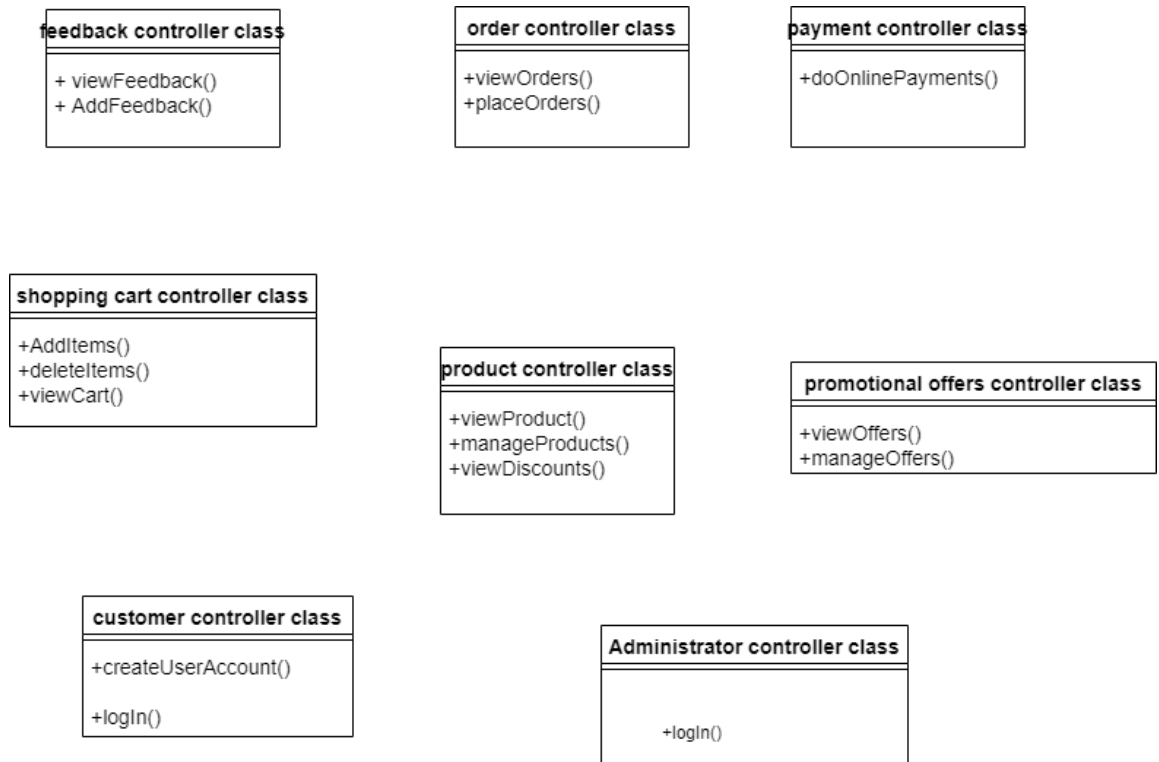 feedback controller class
+ viewFeedback()
+ AddFeedback()
order controller class
+viewOrders()
+placeOrders()
payment controller class
+doOnlinePayments()
shopping cart controller class
+AddItems()
+deleteItems()
+viewCart()
product controller class
+viewProduct()
+manageProducts()
+viewDiscounts()
promotional offers controller class
+viewOffers()
+manageOffers()
customer controller class
+createUserAccount()
+logIn()
Administrator controller class
+logIn()